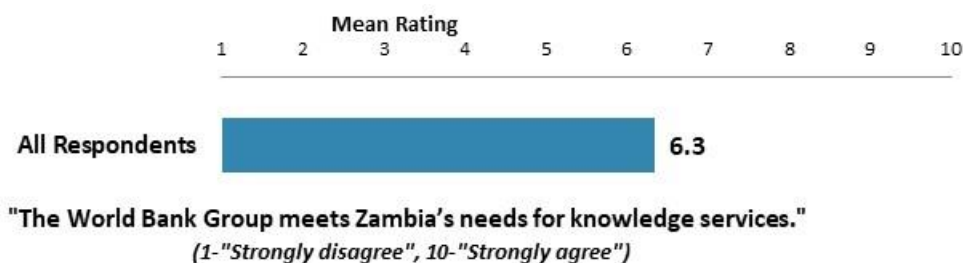 Mean Rating
1 2 3 4 5 6 7 8 9 10
All Respondents 6.3
"The World Bank Group meets Zambia’s needs for knowledge services."
(1-"Strongly disagree", 10-"Strongly agree")